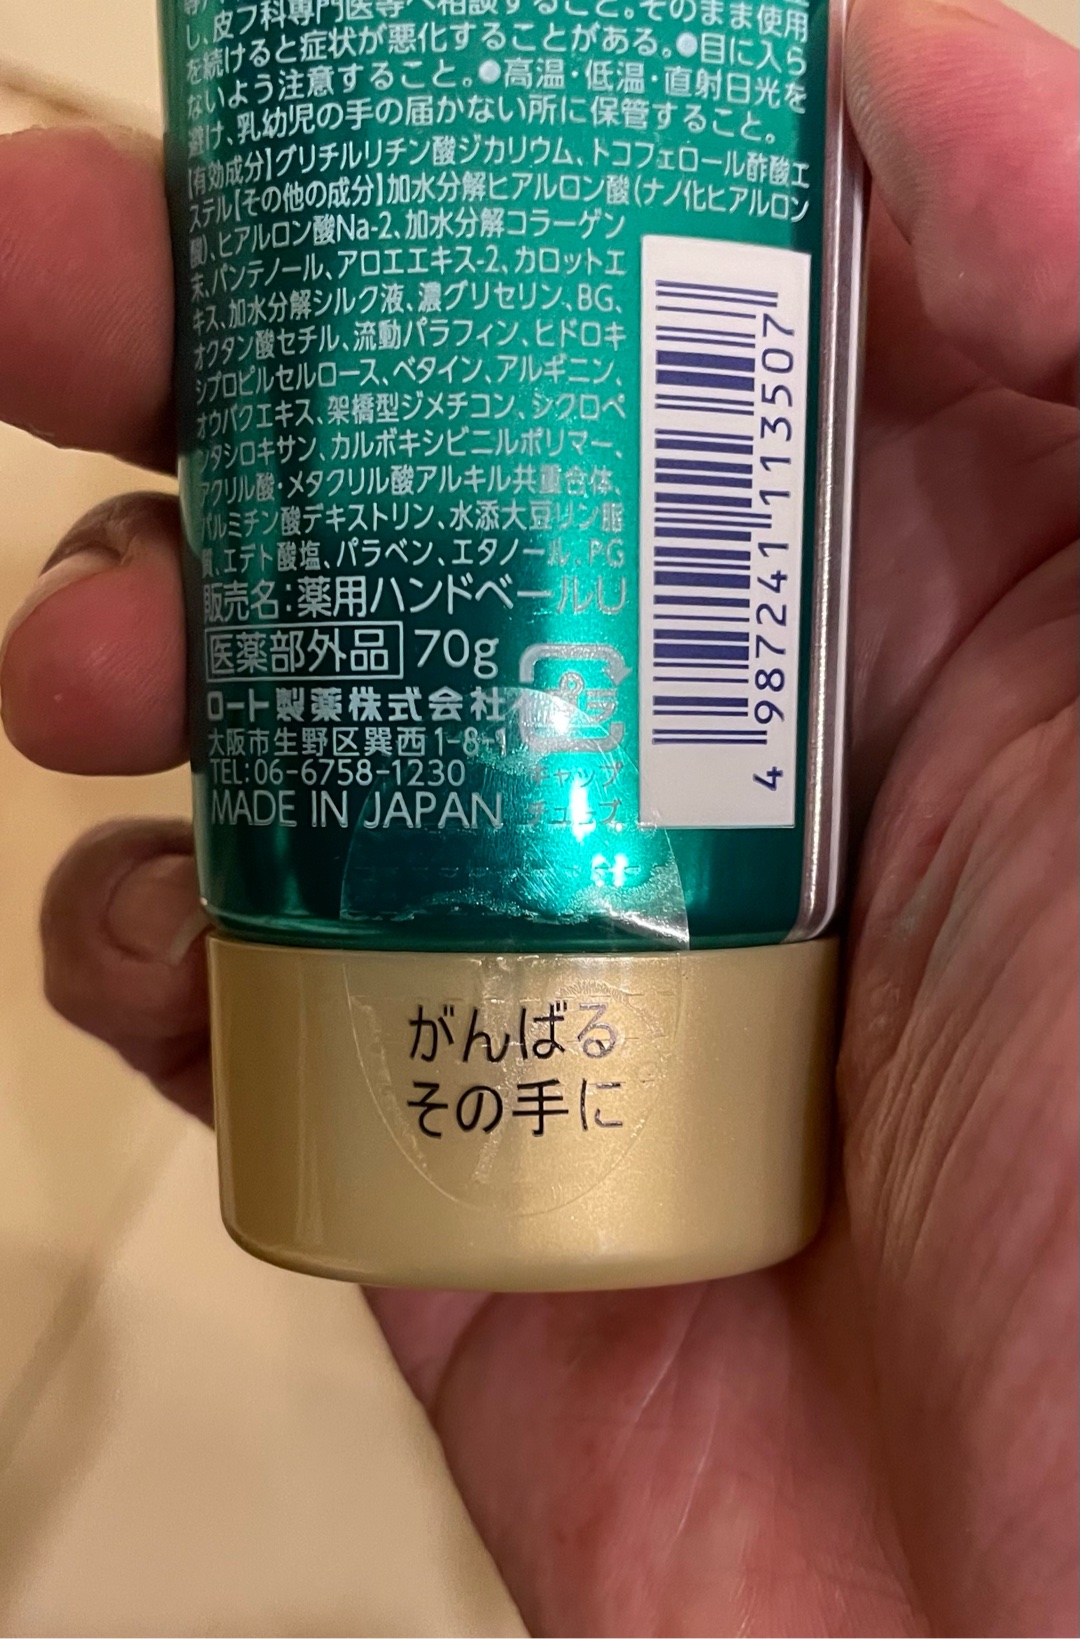 し、皮フ科専門医等へ相談すること。そのまま使用
を続けると症状が悪化することがある。●目に入ら
ないよう注意すること。●高温・低温・直射日光を
避け、乳幼児の手の届かない所に保管すること。
【有効成分】グリチルリチン酸ジカリウム、トコフェロール酢酸エ
ステル【その他の成分】加水分解ヒアルロン酸(ナノ化ヒアルロン
酸)、ヒアルロン酸Na-2、加水分解コラーゲン
末、パンテノール、アロエエキス-2、カロットエ
キス、加水分解シルク液、濃グリセリン、BG、
オクタン酸セチル、流動パラフィン、ヒドロキ
シプロピルセルロース、ベタイン、アルギニン、
オウバクエキス、架橋型ジメチコン、シクロペ
ンタシロキサン、カルボキシビニルポリマー、
アクリル酸・メタクリル酸アルキル共重合体、
パルミチン酸デキストリン、水添大豆リン脂
質、エデト酸塩、パラベン、エタノール、PG
販売名:薬用ハンドベールU
医薬部外品 70g
プラ
ロート製薬株式会社
大阪市生野区巽西1-8-1
TEL:06-6758-1230 キャップ
MADE IN JAPAN チューブ
4 987241 113507
がんばる
その手に